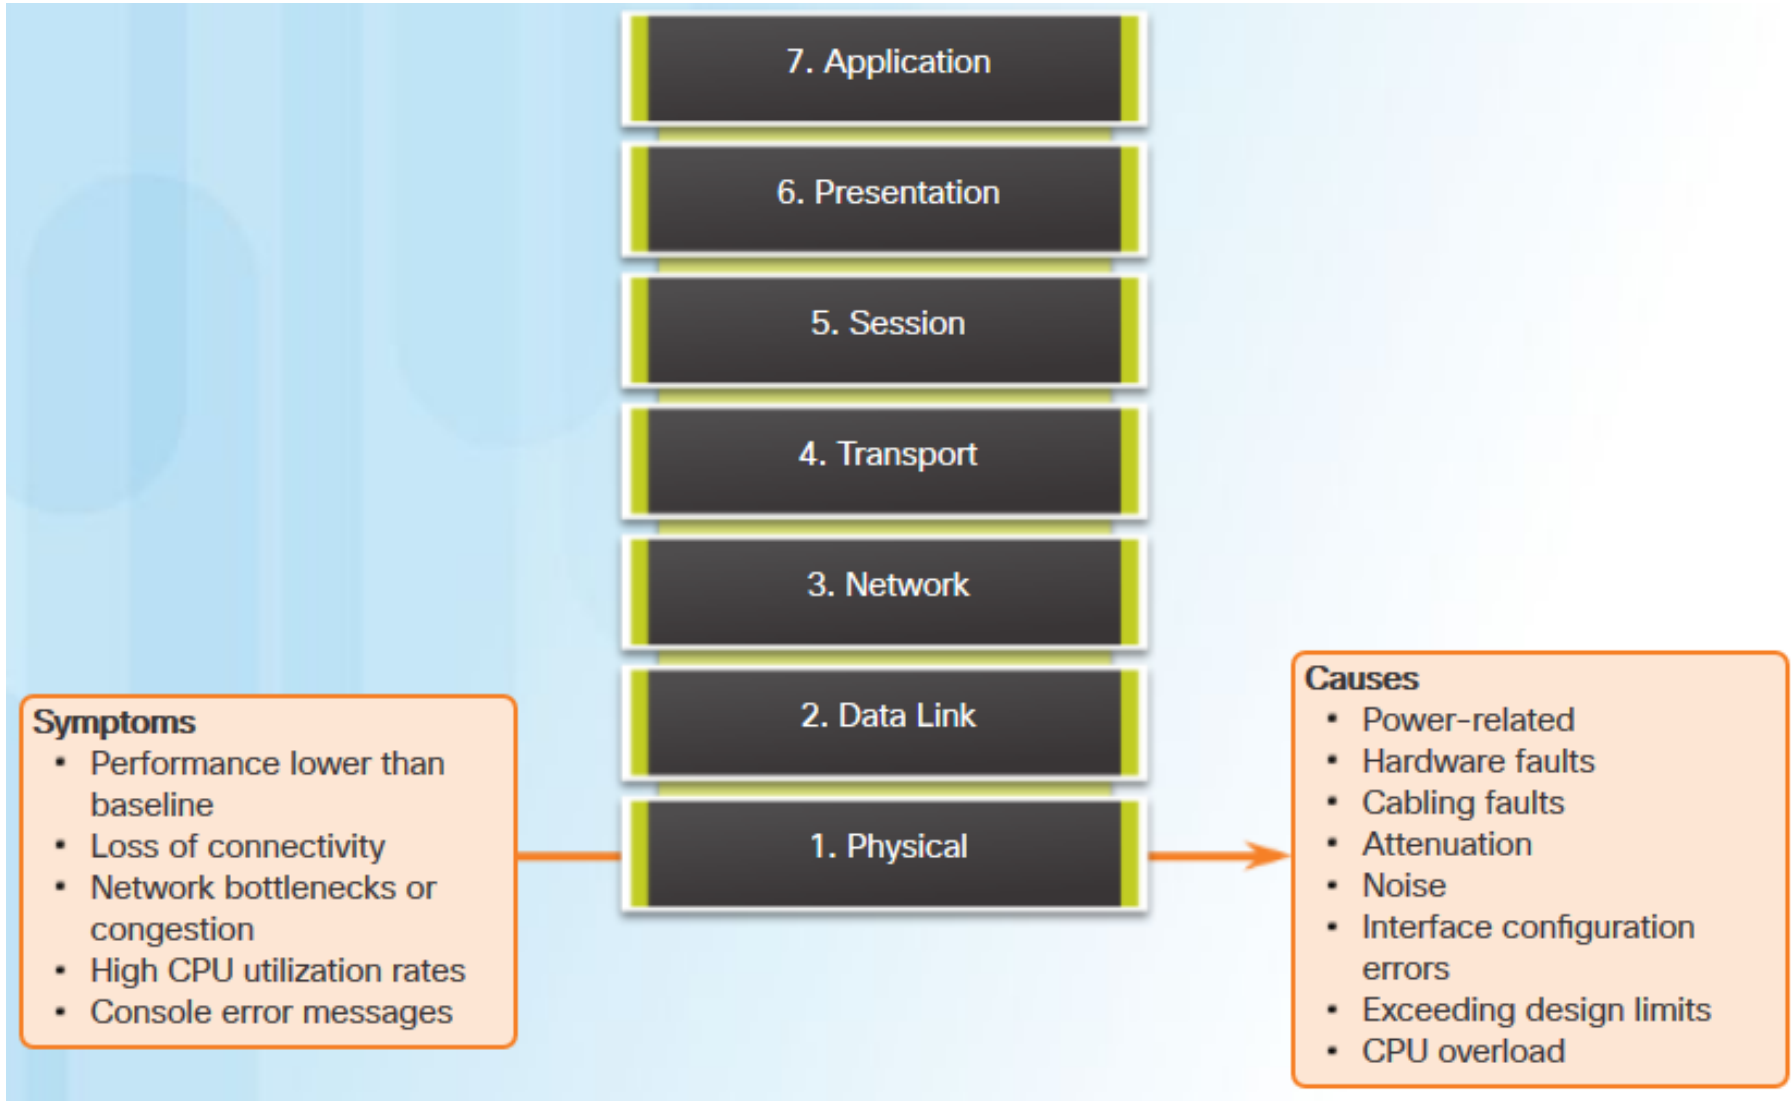 7. Application
6. Presentation
5. Session
4. Transport
3. Network
2. Data Link
1. Physical
Symptoms
▪ Performance lower than
baseline
▪ Loss of connectivity
▪ Network bottlenecks or
congestion
▪ High CPU utilization rates
▪ Console error messages
Causes
▪ Power-related
▪ Hardware faults
▪ Cabling faults
▪ Attenuation
▪ Noise
▪ Interface configuration
errors
▪ Exceeding design limits
▪ CPU overload